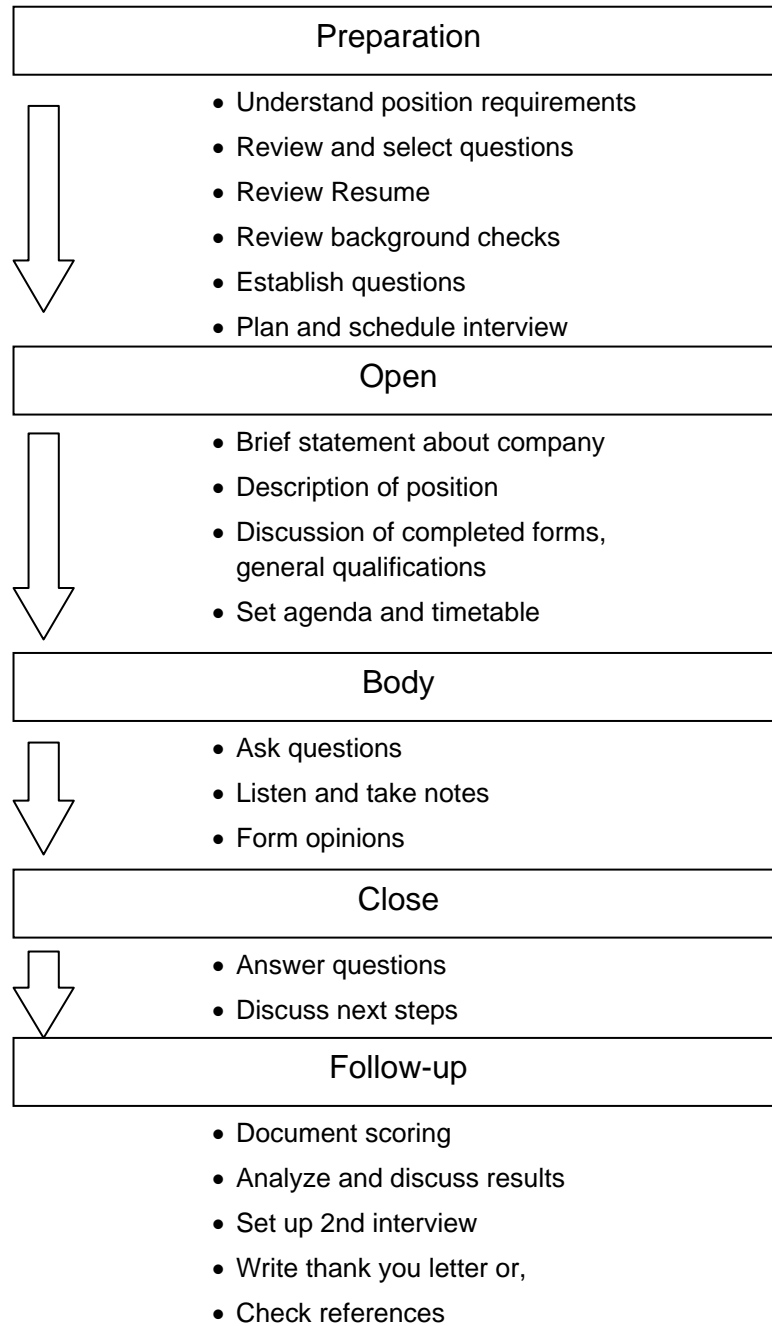 Preparation
• Understand position requirements
• Review and select questions
• Review Resume
• Review background checks
• Establish questions
• Plan and schedule interview
Open
• Brief statement about company
• Description of position
• Discussion of completed forms,
general qualifications
• Set agenda and timetable
Body
• Ask questions
• Listen and take notes
• Form opinions
Close
• Answer questions
• Discuss next steps
Follow-up
• Document scoring
• Analyze and discuss results
• Set up 2nd interview
• Write thank you letter or,
• Check references